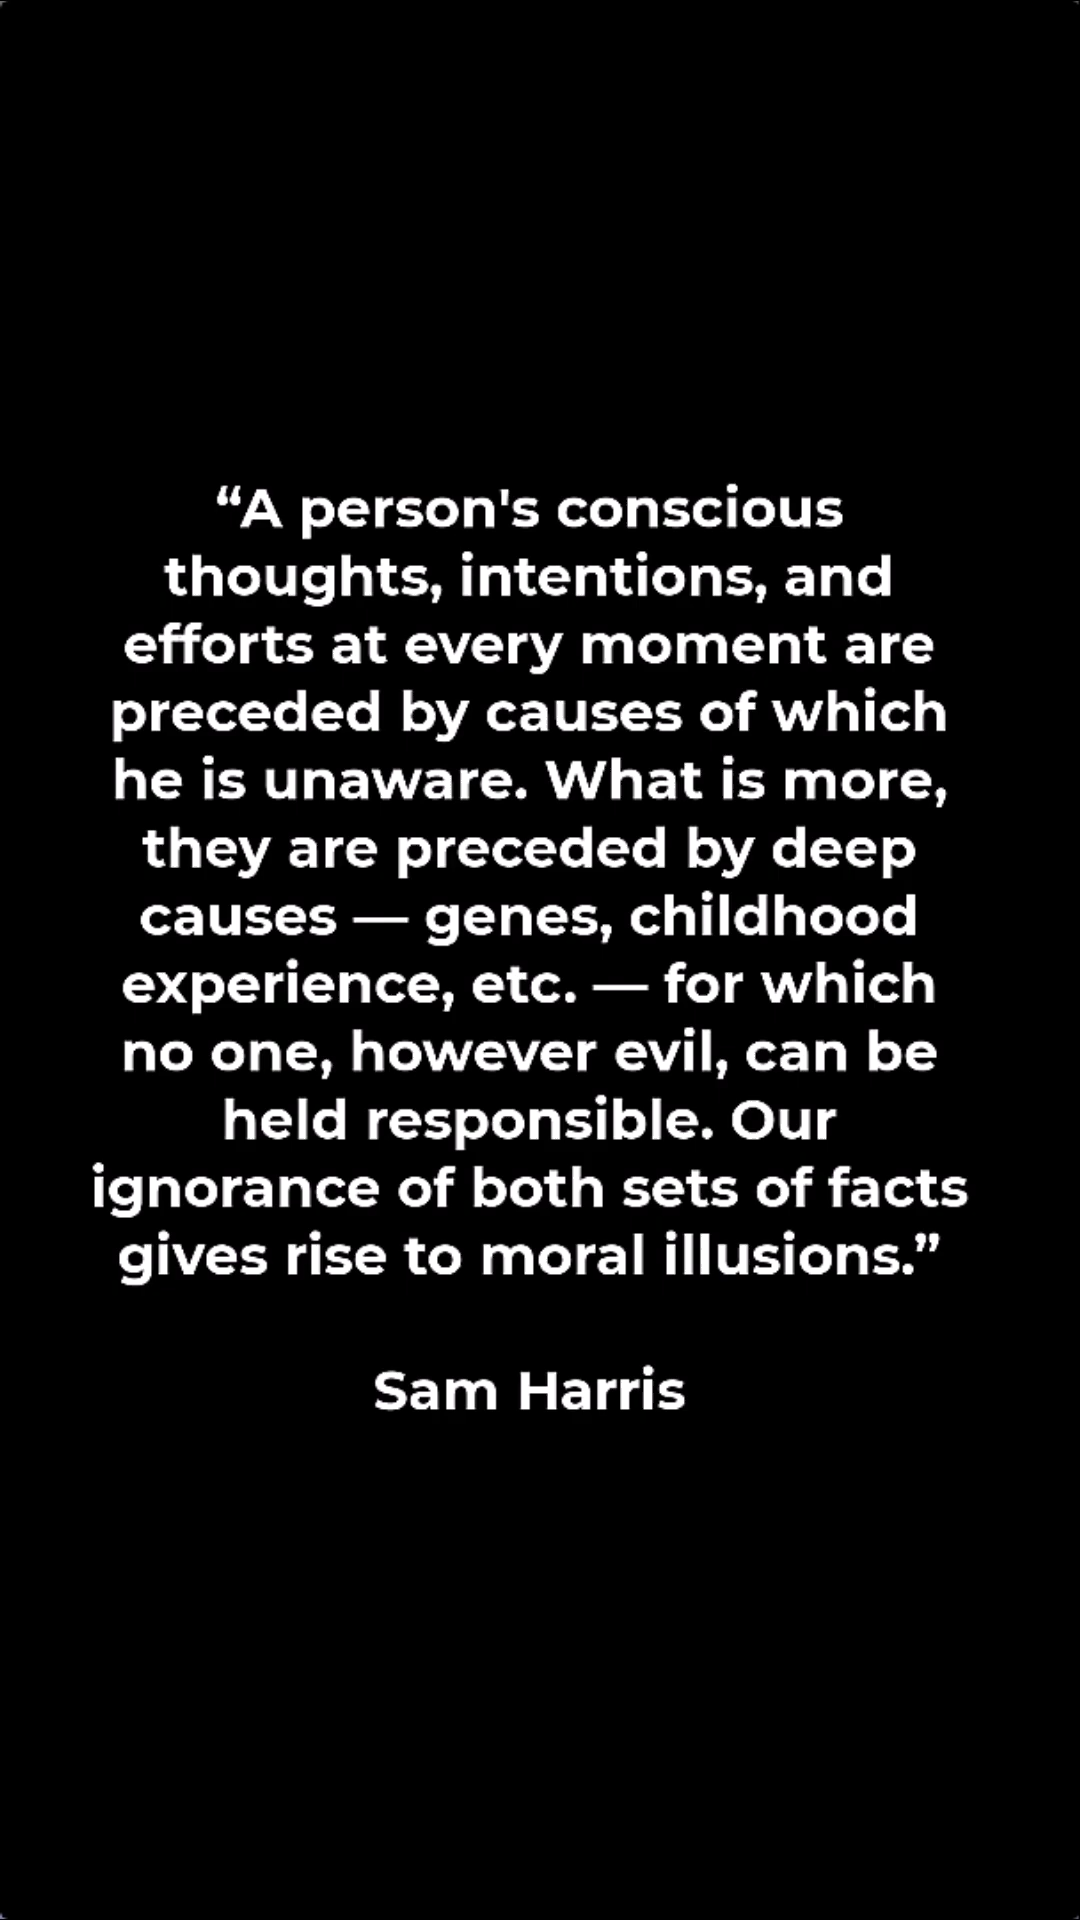 “A person's conscious
thoughts, intentions, and
efforts at every moment are
preceded by causes of which
he is unaware. What is more,
they are preceded by deep
causes — genes, childhood
experience, etc. — for which
no one, however evil, can be
held responsible. Our
ignorance of both sets of facts
gives rise to moral illusions.”
Sam Harris